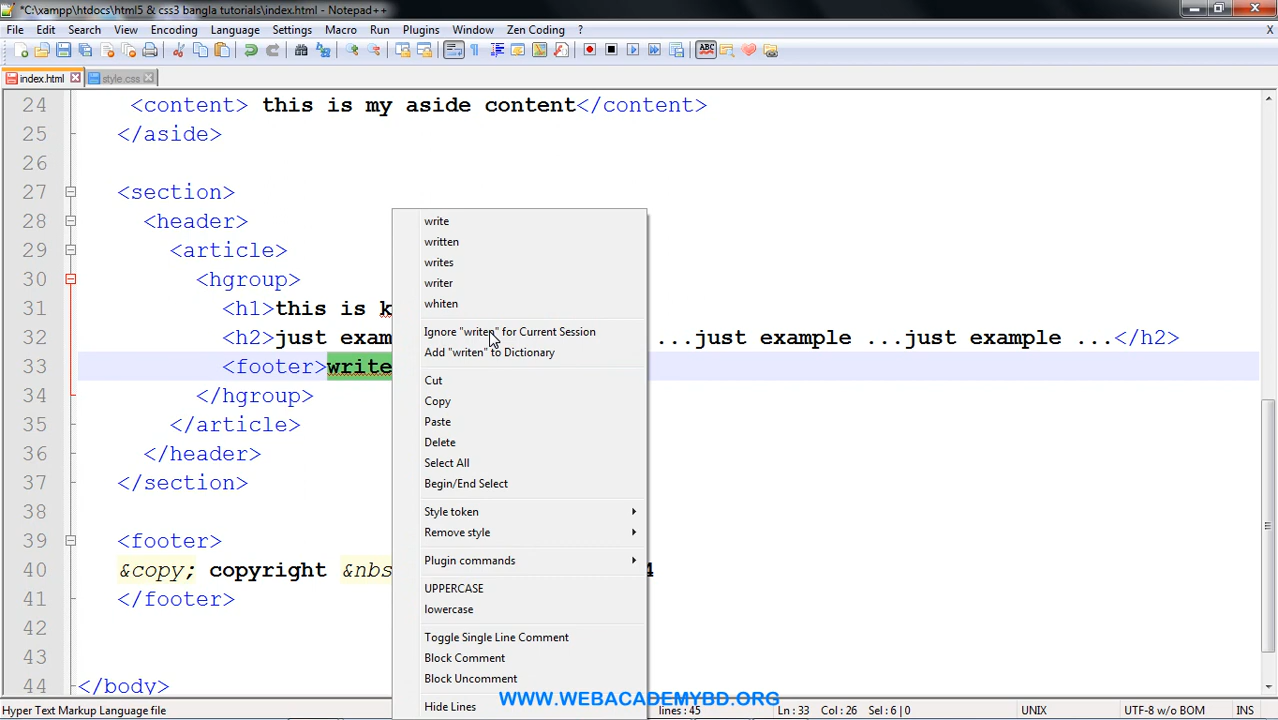 *C:\xampp\htdocs\html5 & css3 bangla tutorials\index.html - Notepad++
File Edit Search View Encoding Language Settings Macro Run Plugins Window Zen Coding ? X
index.html style.css
24 <content> this is my aside content</content>
25 </aside>
26
27 <section>
28 <header>
29 <article>
30 <hgroup>
31 <h1>this is k
32 <h2>just exam ...just example ...just example ...</h2>
33 <footer>write
34 </hgroup>
35 </article>
36 </header>
37 </section>
38
39 <footer>
40 &copy; copyright &nbs 4
41 </footer>
42
43
44 </body>
write
written
writes
writer
whiten
Ignore "writen" for Current Session
Add "writen" to Dictionary
Cut
Copy
Paste
Delete
Select All
Begin/End Select
Style token
Remove style
Plugin commands
UPPERCASE
lowercase
Toggle Single Line Comment
Block Comment
Block Uncomment
Hide Lines
WWW.WEBACADEMYBD.ORG
Hyper Text Markup Language file lines : 45 Ln : 33 Col : 26 Sel : 6 | 0 UNIX UTF-8 w/o BOM INS